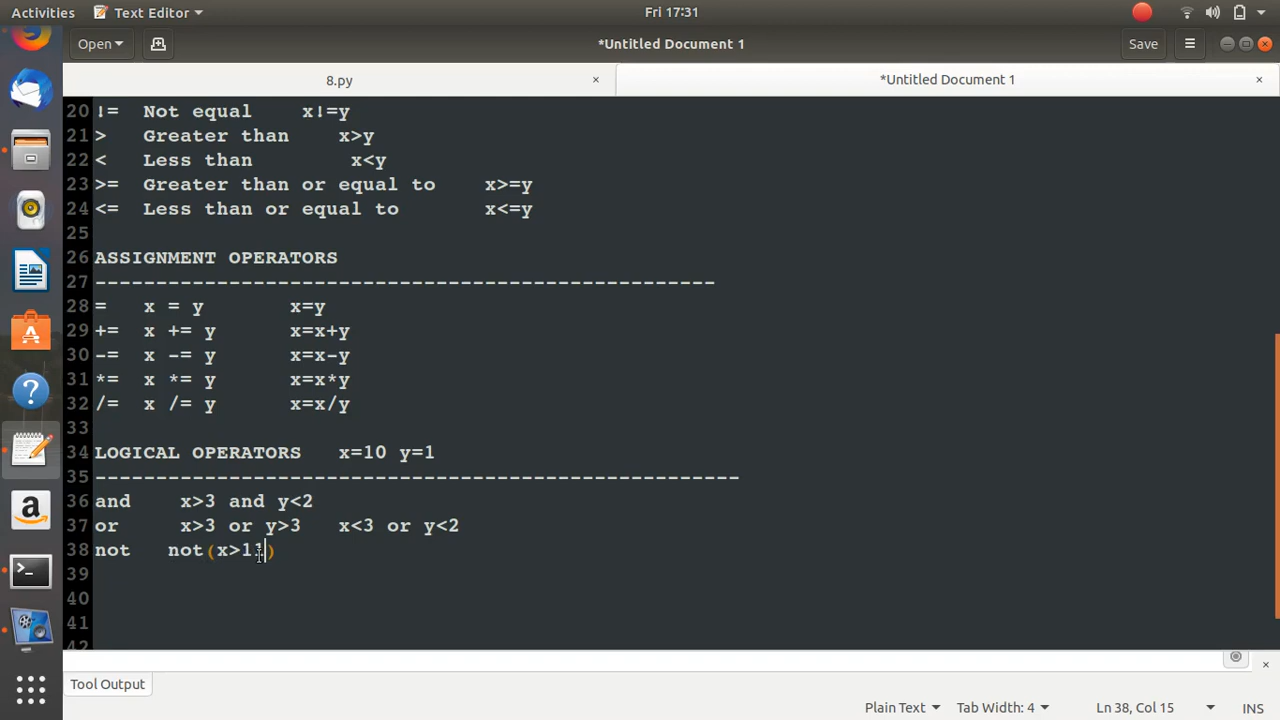 Activities Text Editor Fri 17:31
Open *Untitled Document 1 Save
8.py × *Untitled Document 1 ×
20 != Not equal x!=y
21 > Greater than x>y
22 < Less than x<y
23 >= Greater than or equal to x>=y
24 <= Less than or equal to x<=y
25
26 ASSIGNMENT OPERATORS
27 ---------------------------------------------------
28 = x = y x=y
29 += x += y x=x+y
30 -= x -= y x=x-y
31 *= x *= y x=x*y
32 /= x /= y x=x/y
33
34 LOGICAL OPERATORS x=10 y=1
35 -----------------------------------------------------
36 and x>3 and y<2
37 or x>3 or y>3 x<3 or y<2
38 not not(x>11)
39
40
41
42
Tool Output
Plain Text Tab Width: 4 Ln 38, Col 15 INS